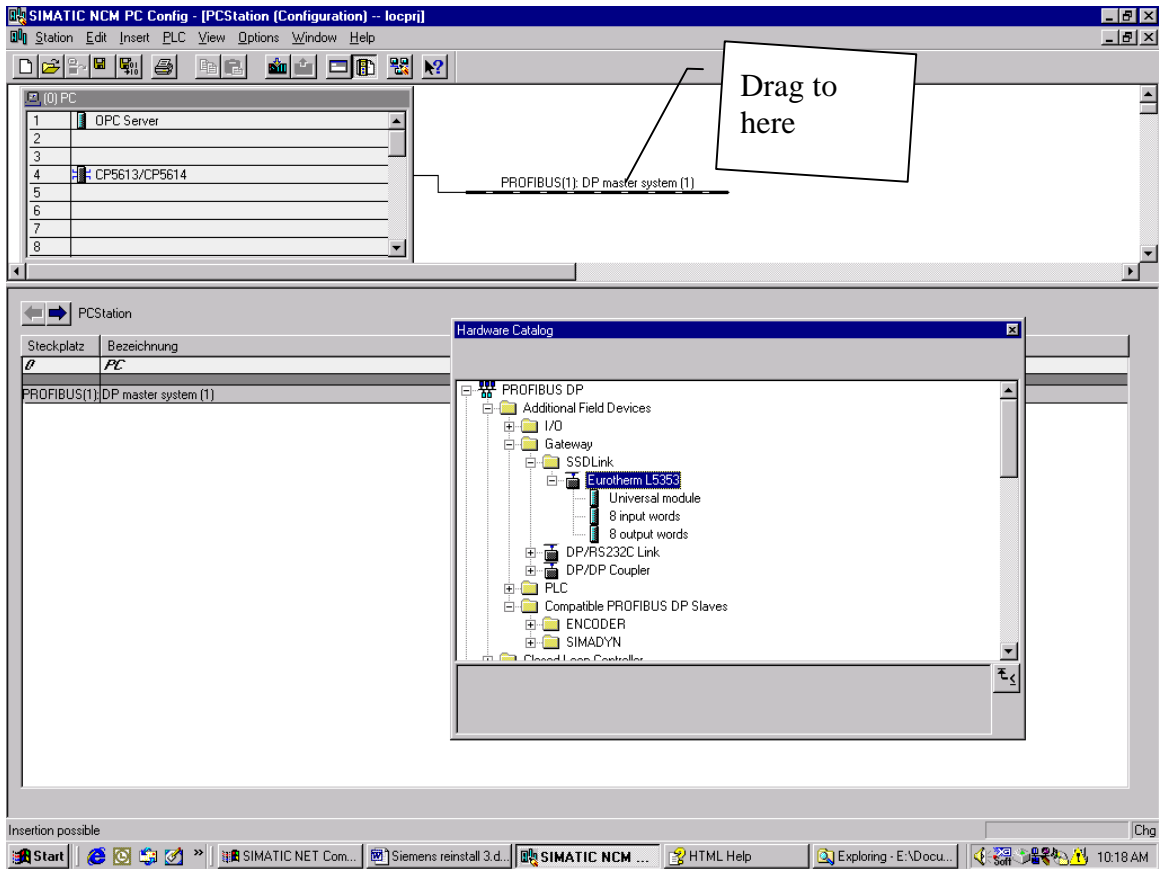 SIMATIC NCM PC Config - [PCStation (Configuration) -- locprj]
Station Edit Insert PLC View Options Window Help
(0) PC
1 OPC Server
2
3
4 CP5613/CP5614
5
6
7
8
PROFIBUS(1): DP master system (1)
Drag to
here
PCStation
Steckplatz Bezeichnung
0 PC
PROFIBUS(1): DP master system (1)
Hardware Catalog
PROFIBUS DP
Additional Field Devices
I/O
Gateway
SSDLink
Eurotherm L5353
Universal module
8 input words
8 output words
DP/RS232C Link
DP/DP Coupler
PLC
Compatible PROFIBUS DP Slaves
ENCODER
SIMADYN
Closed Loop Controller
Insertion possible
Chg
Start
SIMATIC NET Com...
Siemens reinstall 3.d...
SIMATIC NCM ...
HTML Help
Exploring - E:\Docu...
10:18 AM